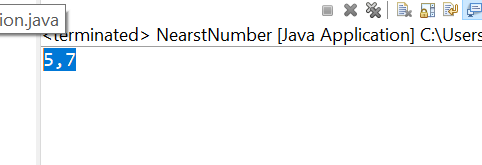 ion.java
<terminated> NearstNumber [Java Application] C:\Users
5,7